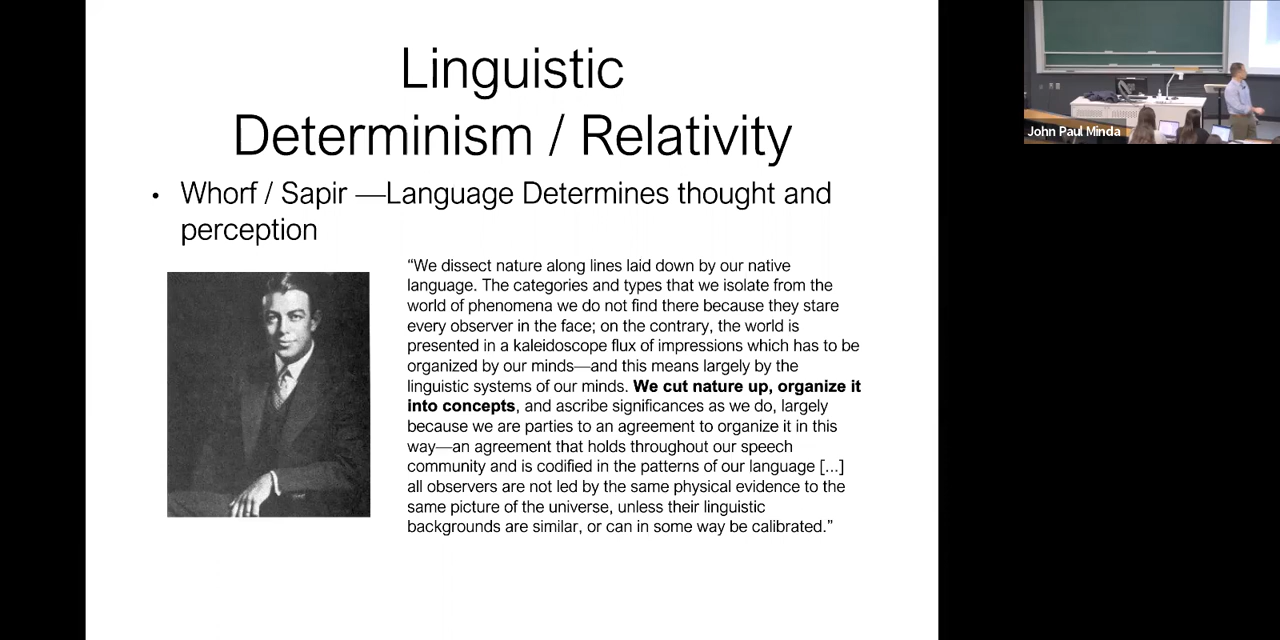 Linguistic
Determinism / Relativity
• Whorf / Sapir —Language Determines thought and
perception
“We dissect nature along lines laid down by our native
language. The categories and types that we isolate from the
world of phenomena we do not find there because they stare
every observer in the face; on the contrary, the world is
presented in a kaleidoscope flux of impressions which has to be
organized by our minds—and this means largely by the
linguistic systems of our minds. We cut nature up, organize it
into concepts, and ascribe significances as we do, largely
because we are parties to an agreement to organize it in this
way—an agreement that holds throughout our speech
community and is codified in the patterns of our language [...]
all observers are not led by the same physical evidence to the
same picture of the universe, unless their linguistic
backgrounds are similar, or can in some way be calibrated.”
John Paul Minda